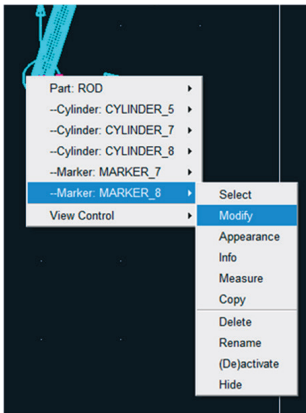 Part: ROD
--Cylinder: CYLINDER_5
--Cylinder: CYLINDER_7
--Cylinder: CYLINDER_8
--Marker: MARKER_7
--Marker: MARKER_8
View Control
Select
Modify
Appearance
Info
Measure
Copy
Delete
Rename
(De)activate
Hide